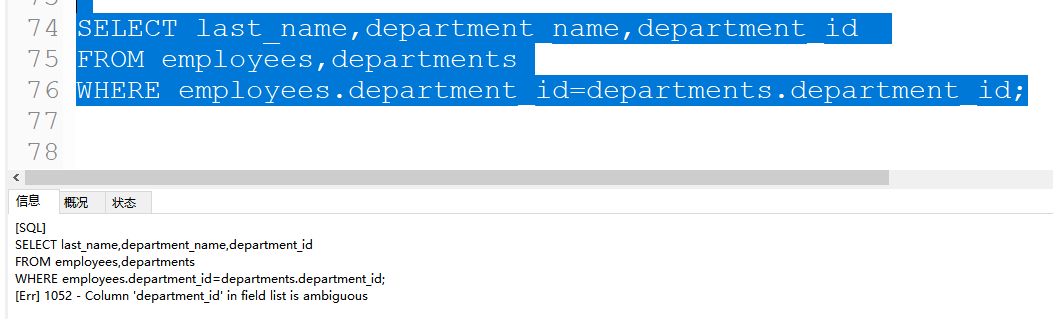 73
74 SELECT last_name,department_name,department_id
75 FROM employees,departments
76 WHERE employees.department_id=departments.department_id;
77
78
信息 概况 状态
[SQL]
SELECT last_name,department_name,department_id
FROM employees,departments
WHERE employees.department_id=departments.department_id;
[Err] 1052 - Column 'department_id' in field list is ambiguous